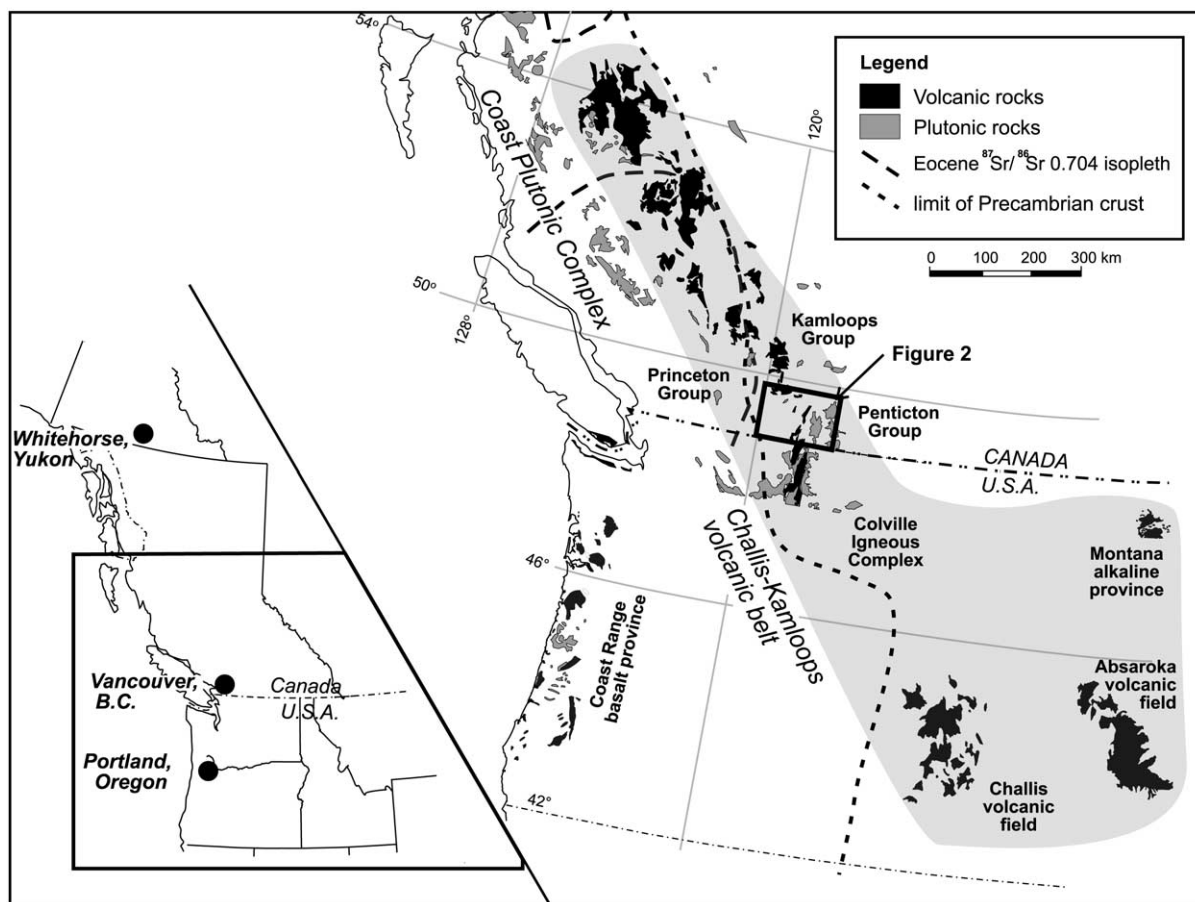 54°
Legend
Volcanic rocks
Plutonic rocks
Eocene ⁸⁷Sr/ ⁸⁶Sr 0.704 isopleth
limit of Precambrian crust
0 100 200 300 km
120°
Coast Plutonic Complex
50°
128°
Kamloops
Group
Figure 2
Princeton
Group
Penticton
Group
CANADA
U.S.A.
Whitehorse,
Yukon
Challis-Kamloops
volcanic belt
Colville
Igneous
Complex
Montana
alkaline
province
46°
Coast Range
basalt province
Absaroka
volcanic
field
Vancouver,
B.C.
Canada
U.S.A.
Portland,
Oregon
Challis
volcanic
field
42°